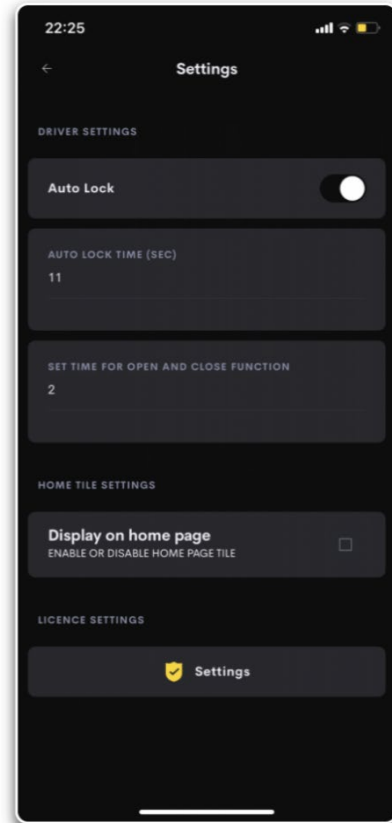 22:25
Settings
DRIVER SETTINGS
Auto Lock
AUTO LOCK TIME (SEC)
11
SET TIME FOR OPEN AND CLOSE FUNCTION
2
HOME TILE SETTINGS
Display on home page
ENABLE OR DISABLE HOME PAGE TILE
LICENCE SETTINGS
Settings